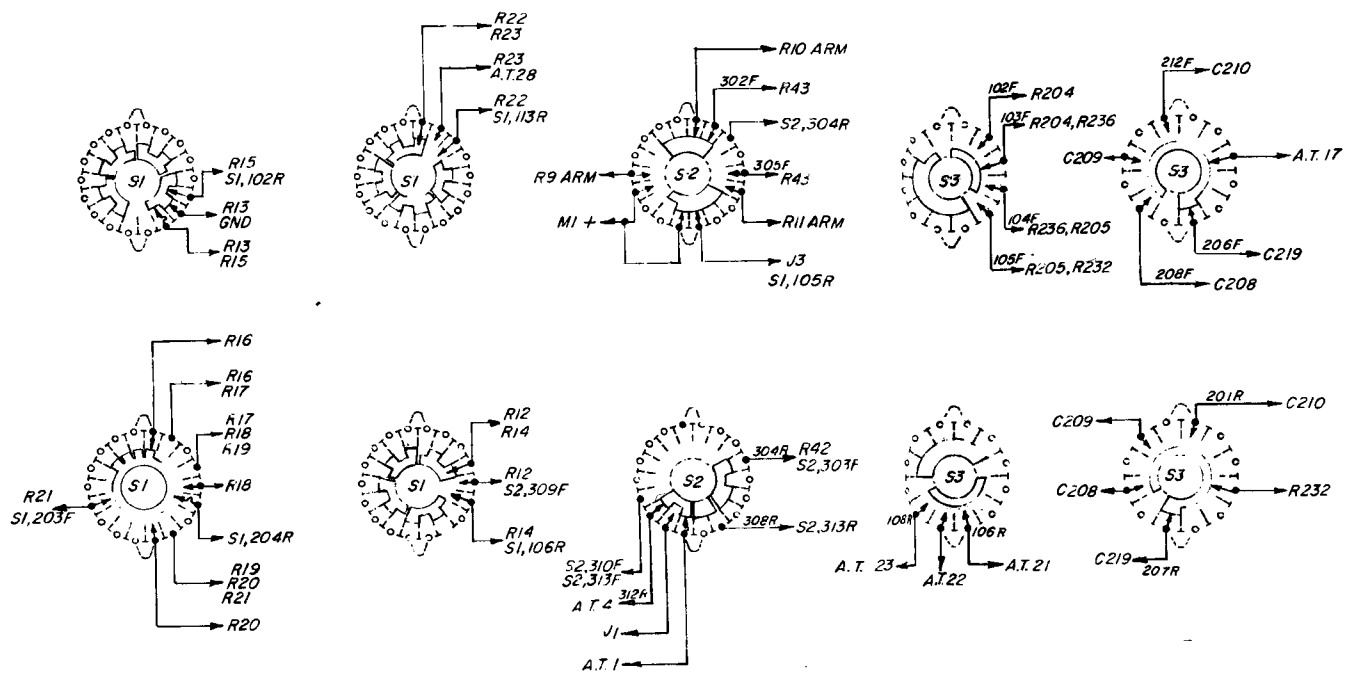 R22
R23
R23
A.T.28
R22
S1,113R
S1
R15
S1,102R
R13
GND
R13
R15
S1
R10 ARM
302F
R43
S2,304R
305F
R43
R9 ARM
S-2
M1 +
R11 ARM
J3
S1,105R
102F
R204
103F
R204,R236
S3
104F
R236,R205
105F
R205,R232
212F
C210
C209
A.T.17
S3
206F
C219
208F
C208
R16
R16
R17
R17
R18
R19
S1
R18
R21
S1,203F
S1,204R
R19
R20
R21
R20
R12
R14
S1
R12
S2,309F
R14
S1,106R
304R
R42
S2,303F
S2
308R
S2,313R
S2,310F
S2,313F
312R
A.T.4
J1
A.T.1
S3
108R
106R
A.T. 23
A.T.22
A.T.21
201R
C210
C209
S3
C208
R232
C219
207R